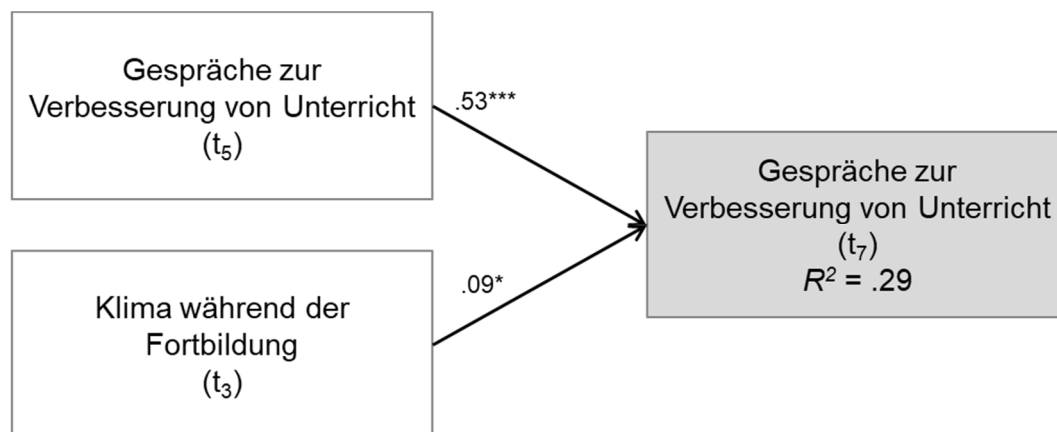 Gespräche zur
Verbesserung von Unterricht
(t₅)
.53***
Gespräche zur
Verbesserung von Unterricht
(t₇)
R² = .29
.09*
Klima während der
Fortbildung
(t₃)